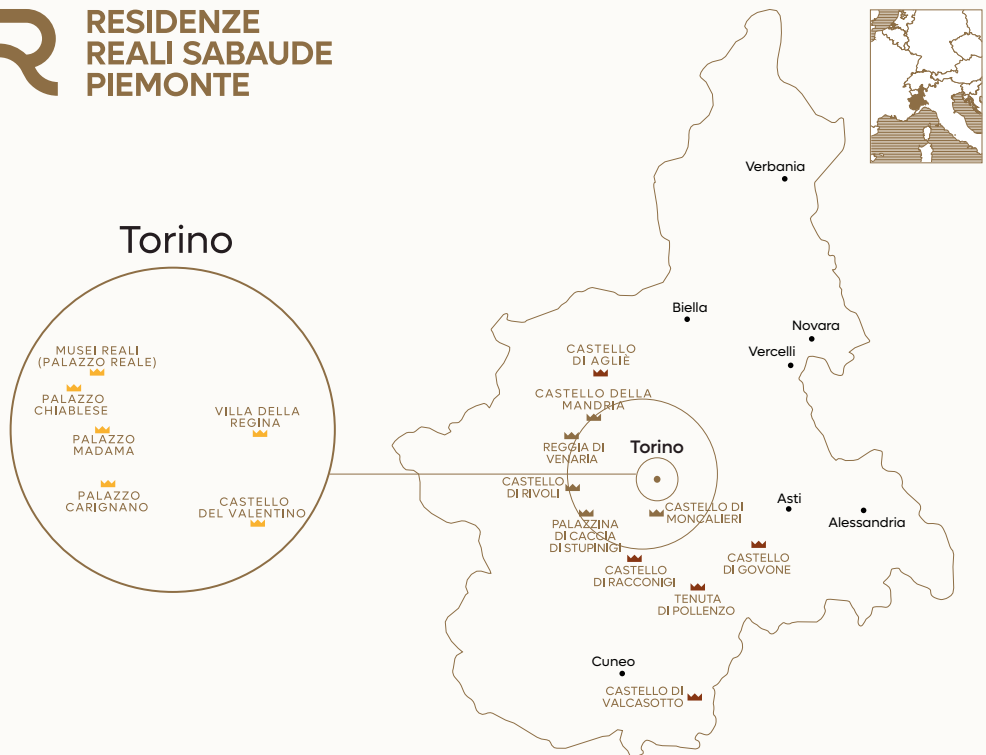 RESIDENZE
REALI SABAUDE
PIEMONTE
Torino
MUSEI REALI
(PALAZZO REALE)
PALAZZO
CHIABLESE
PALAZZO
MADAMA
PALAZZO
CARIGNANO
VILLA DELLA
REGINA
CASTELLO
DEL VALENTINO
Verbania
Biella
Novara
Vercelli
CASTELLO
DI AGLIÈ
CASTELLO DELLA
MANDRIA
REGGIA DI
VENARIA
Torino
CASTELLO
DI RIVOLI
PALAZZINA
DI CACCIA
DI STUPINIGI
CASTELLO DI
MONCALIERI
Asti
Alessandria
CASTELLO
DI RACCONIGI
CASTELLO
DI GOVONE
TENUTA
DI POLLENZO
Cuneo
CASTELLO DI
VALCASOTTO